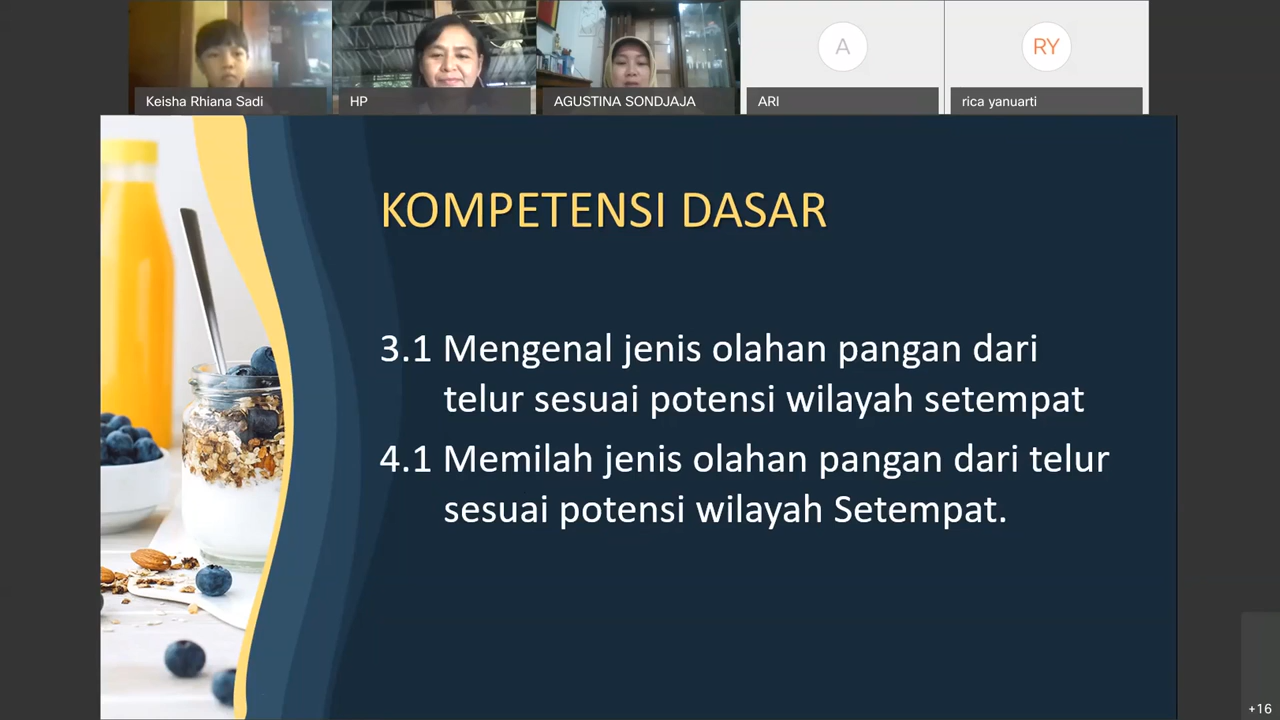 Keisha Rhiana Sadi
HP
AGUSTINA SONDJAJA
A
ARI
RY
rica yanuarti
KOMPETENSI DASAR
3.1 Mengenal jenis olahan pangan dari
telur sesuai potensi wilayah setempat
4.1 Memilah jenis olahan pangan dari telur
sesuai potensi wilayah Setempat.
+16